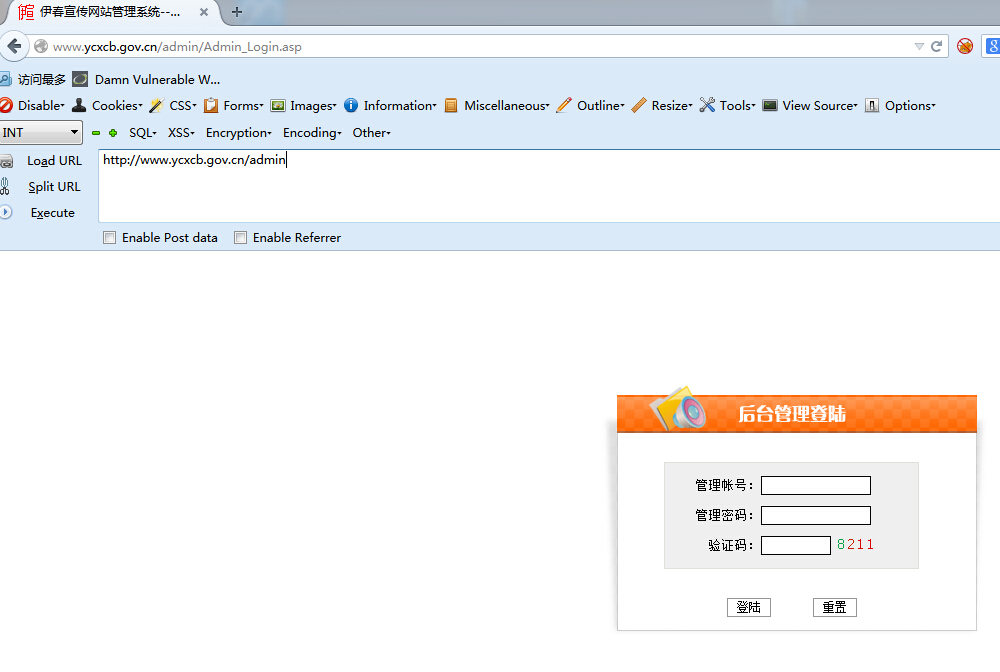 伊春宣传网站管理系统--...
www.ycxcb.gov.cn/admin/Admin_Login.asp
8
访问最多 Damn Vulnerable W...
Disable Cookies CSS Forms Images Information Miscellaneous Outline Resize Tools View Source Options
INT SQL XSS Encryption Encoding Other
Load URL http://www.ycxcb.gov.cn/admin
Split URL
Execute
Enable Post data Enable Referrer
后台管理登陆
管理帐号：
管理密码：
验证码： 8211
登陆 重置